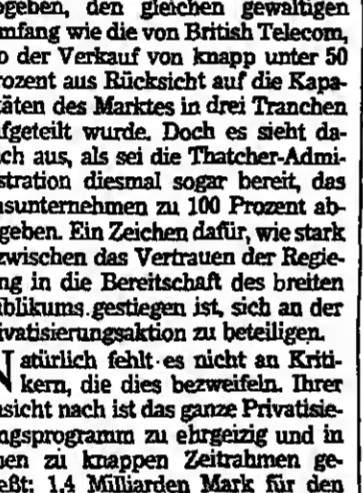 geben, den gleichen gewaltigen
mfang wie die von British Telecom,
o der Verkauf von knapp unter 50
rozent aus Rücksicht auf die Kapa-
täten des Marktes in drei Tranchen
fgeteilt wurde. Doch es sieht da-
ch aus, als sei die Thatcher-Admi-
stration diesmal sogar bereit, das
sunternehmen zu 100 Prozent ab-
geben. Ein Zeichen dafür, wie stark
zwischen das Vertrauen der Regie-
ng in die Bereitschaft des breiten
blikums gestiegen ist, sich an der
ivatisierungsaktion zu beteiligen.
Natürlich fehlt es nicht an Kriti-
kern, die dies bezweifeln. Ihrer
nsicht nach ist das ganze Privatisie-
ngsprogramm zu ehrgeizig und in
nen zu knappen Zeitrahmen ge-
eßt: 1,4 Milliarden Mark für den